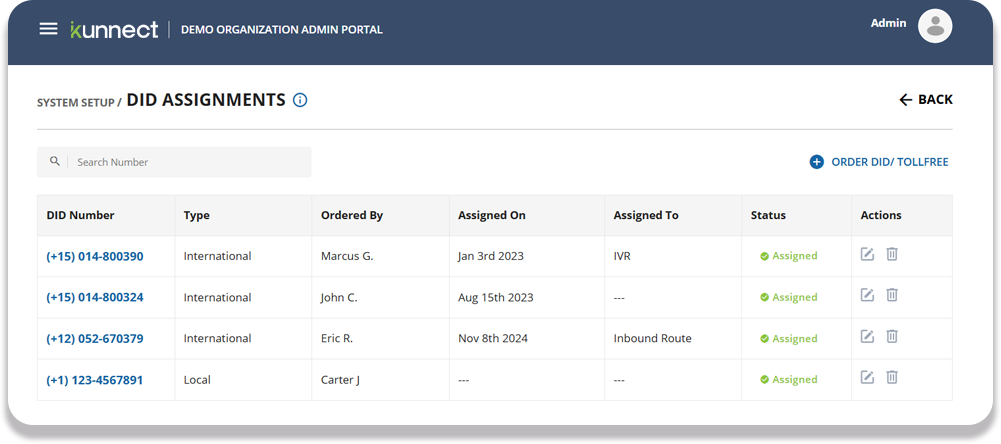 kunnect DEMO ORGANIZATION ADMIN PORTAL Admin
SYSTEM SETUP / DID ASSIGNMENTS BACK
Search Number ORDER DID/ TOLLFREE
DID Number Type Ordered By Assigned On Assigned To Status Actions
(+15) 014-800390 International Marcus G. Jan 3rd 2023 IVR Assigned
(+15) 014-800324 International John C. Aug 15th 2023 --- Assigned
(+12) 052-670379 International Eric R. Nov 8th 2024 Inbound Route Assigned
(+1) 123-4567891 Local Carter J --- --- Assigned